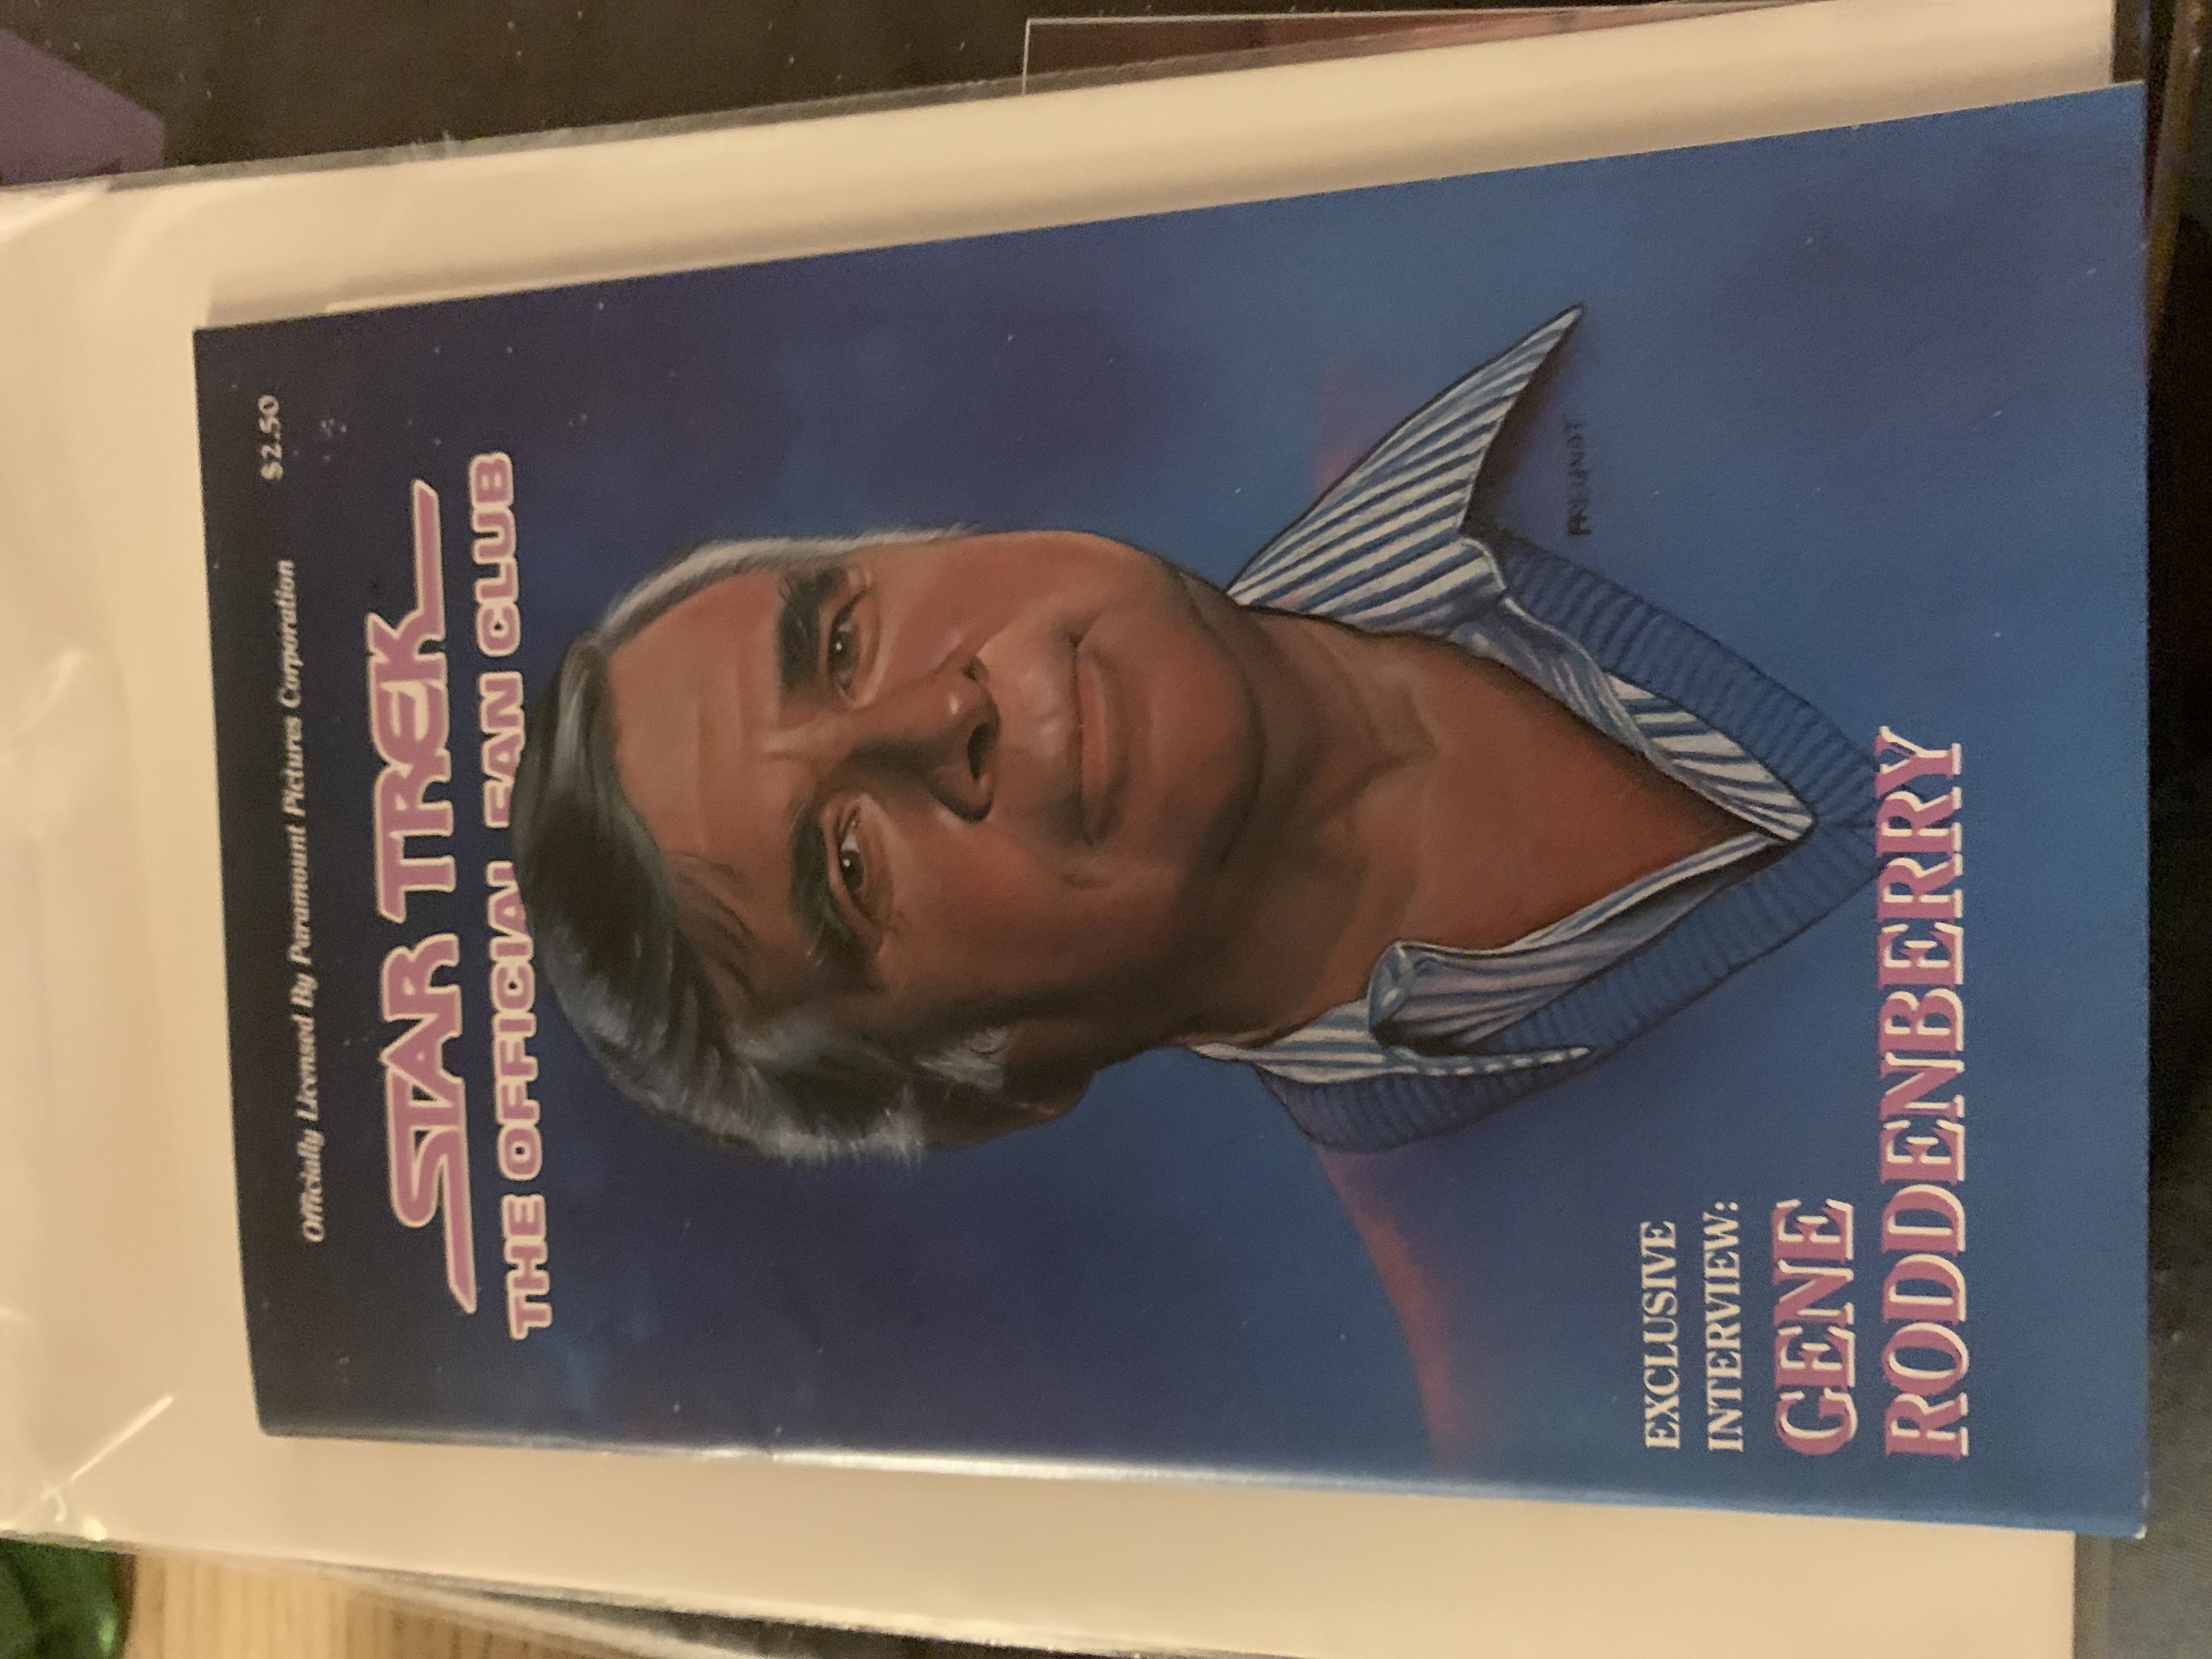 $2.50
Officially Licensed By Paramount Pictures Corporation
STAR TREK
THE OFFICIAL FAN CLUB
EXCLUSIVE
INTERVIEW:
GENE
RODDENBERRY